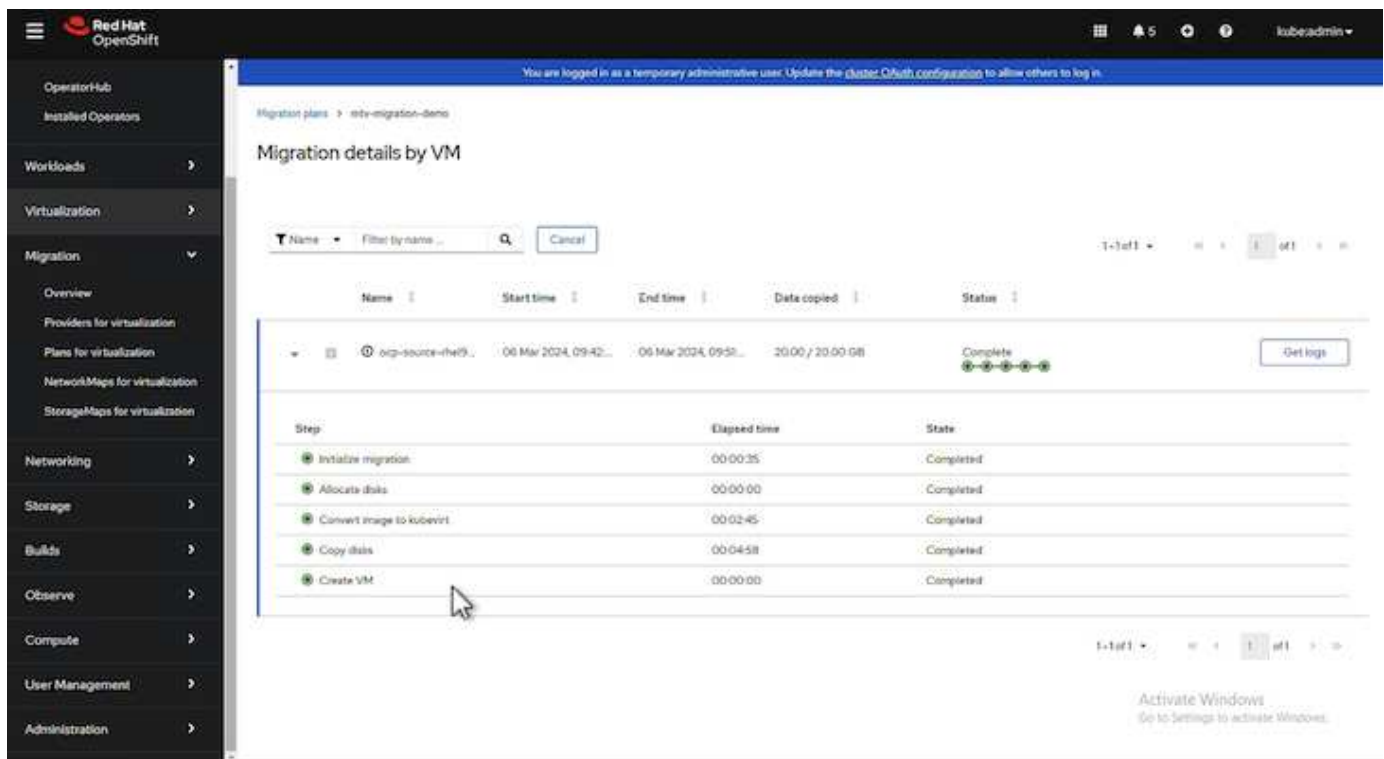 Red Hat
OpenShift
5
kube:admin
You are logged in as a temporary administrative user. Update the cluster OAuth configuration to allow others to log in.
OperatorHub
Installed Operators
Workloads
Virtualization
Migration
Overview
Providers for virtualization
Plans for virtualization
NetworkMaps for virtualization
StorageMaps for virtualization
Networking
Storage
Builds
Observe
Compute
User Management
Administration
Migration plans > mtv-migration-demo
Migration details by VM
Name Filter by name ... Cancel 1-1 of 1 1 of 1
Name Start time End time Data copied Status
ocp-source-rhel9... 06 Mar 2024, 09:42:... 06 Mar 2024, 09:51:... 20.00 / 20.00 GB Complete Get logs
Step Elapsed time State
Initialize migration 00:00:35 Completed
Allocate disks 00:00:00 Completed
Convert image to kubevirt 00:02:45 Completed
Copy disks 00:04:58 Completed
Create VM 00:00:00 Completed
1-1 of 1 1 of 1
Activate Windows
Go to Settings to activate Windows.